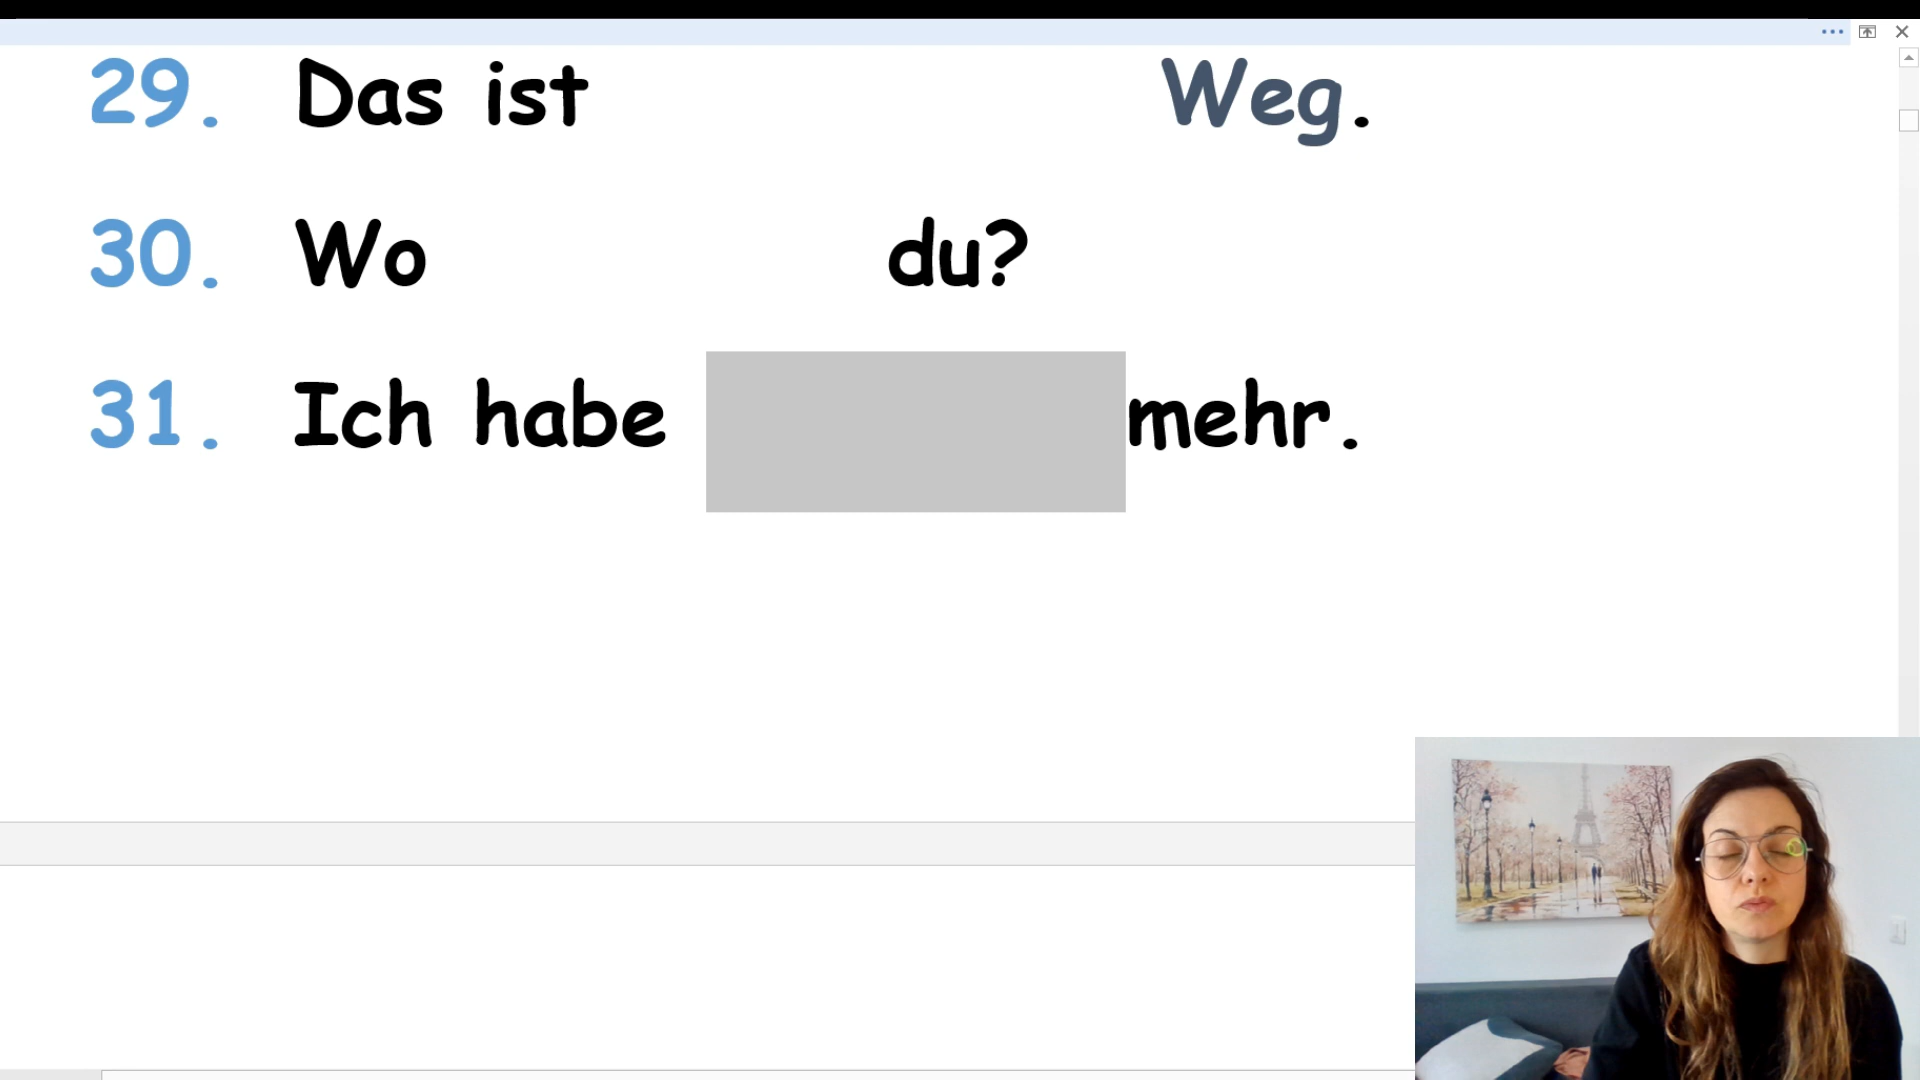 29. Das ist Weg.
30. Wo du?
31. Ich habe mehr.